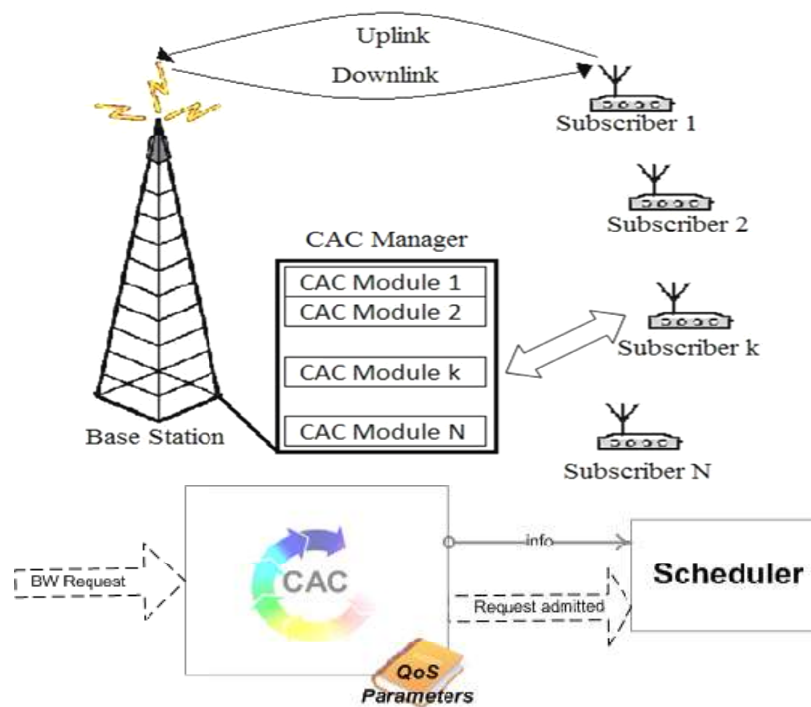 Uplink
Downlink
Subscriber 1
Subscriber 2
CAC Manager
CAC Module 1
CAC Module 2
CAC Module k
CAC Module N
Subscriber k
Base Station
Subscriber N
BW Request
CAC
info
Request admitted
Scheduler
QoS
Parameters